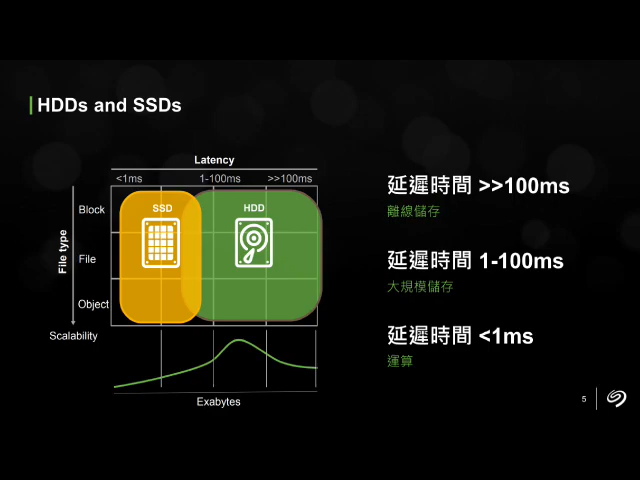 HDDs and SSDs
Latency
<1ms 1-100ms >>100ms
File type
Block
File
Object
SSD
HDD
Scalability
Exabytes
延遲時間 >>100ms
離線儲存
延遲時間 1-100ms
大規模儲存
延遲時間 <1ms
運算
5